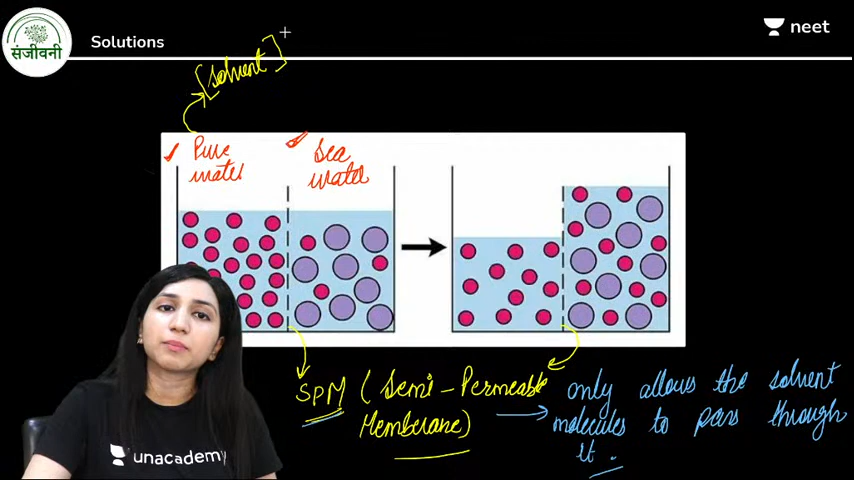 संजीवनी
Solutions
neet
[Solvent]
Pure
water
Sea
water
SPM (Semi-Permeable
Membrane)
only allows the solvent
molecules to pass through
it.
unacademy